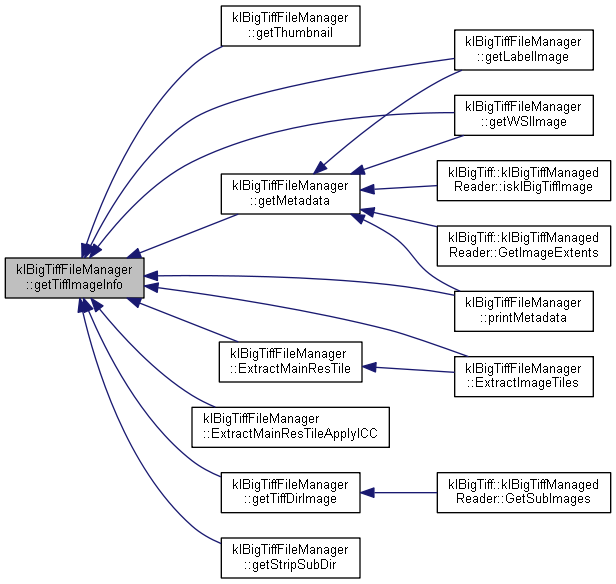 klBigTiffFileManager
::getThumbnail
klBigTiffFileManager
::getLabelImage
klBigTiffFileManager
::getWSIImage
klBigTiffFileManager
::getMetadata
klBigTiff::klBigTiffManaged
Reader::isklBigTiffImage
klBigTiff::klBigTiffManaged
Reader::GetImageExtents
klBigTiffFileManager
::getTiffImageInfo
klBigTiffFileManager
::printMetadata
klBigTiffFileManager
::ExtractMainResTile
klBigTiffFileManager
::ExtractImageTiles
klBigTiffFileManager
::ExtractMainResTileApplyICC
klBigTiffFileManager
::getTiffDirImage
klBigTiff::klBigTiffManaged
Reader::GetSubImages
klBigTiffFileManager
::getStripSubDir